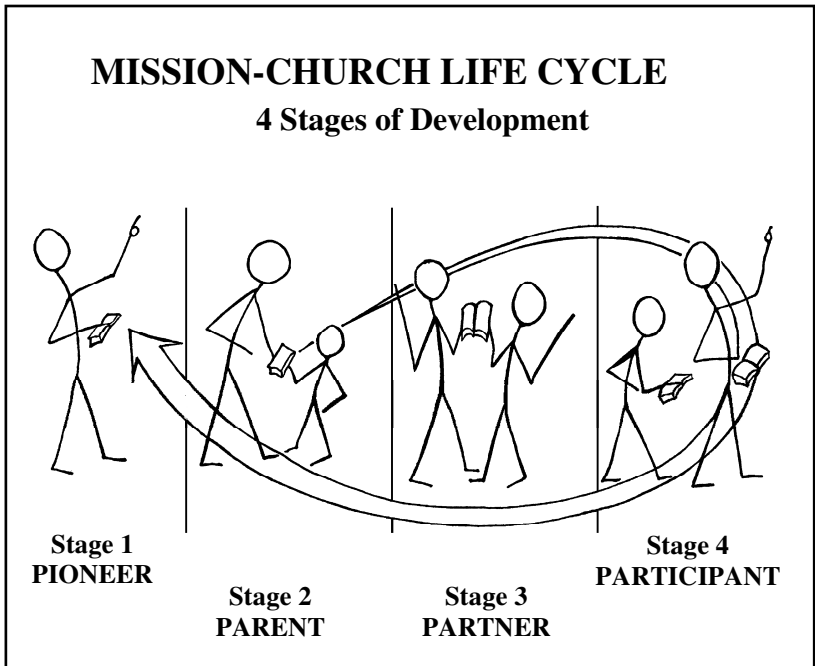 MISSION-CHURCH LIFE CYCLE
4 Stages of Development
Stage 1
PIONEER
Stage 2
PARENT
Stage 3
PARTNER
Stage 4
PARTICIPANT